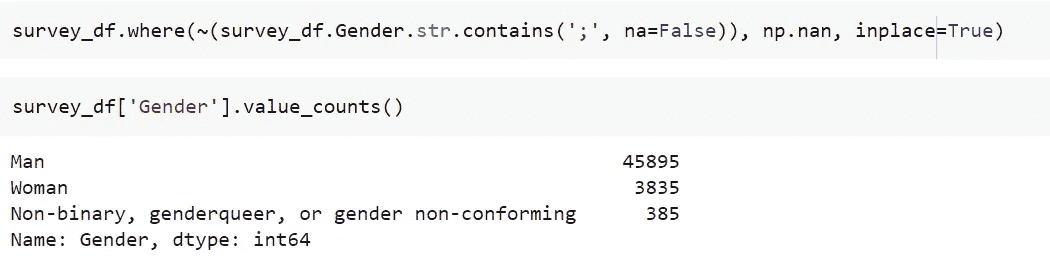 survey_df.where(~(survey_df.Gender.str.contains(';', na=False)), np.nan, inplace=True)
survey_df['Gender'].value_counts()
Man 45895
Woman 3835
Non-binary, genderqueer, or gender non-conforming 385
Name: Gender, dtype: int64